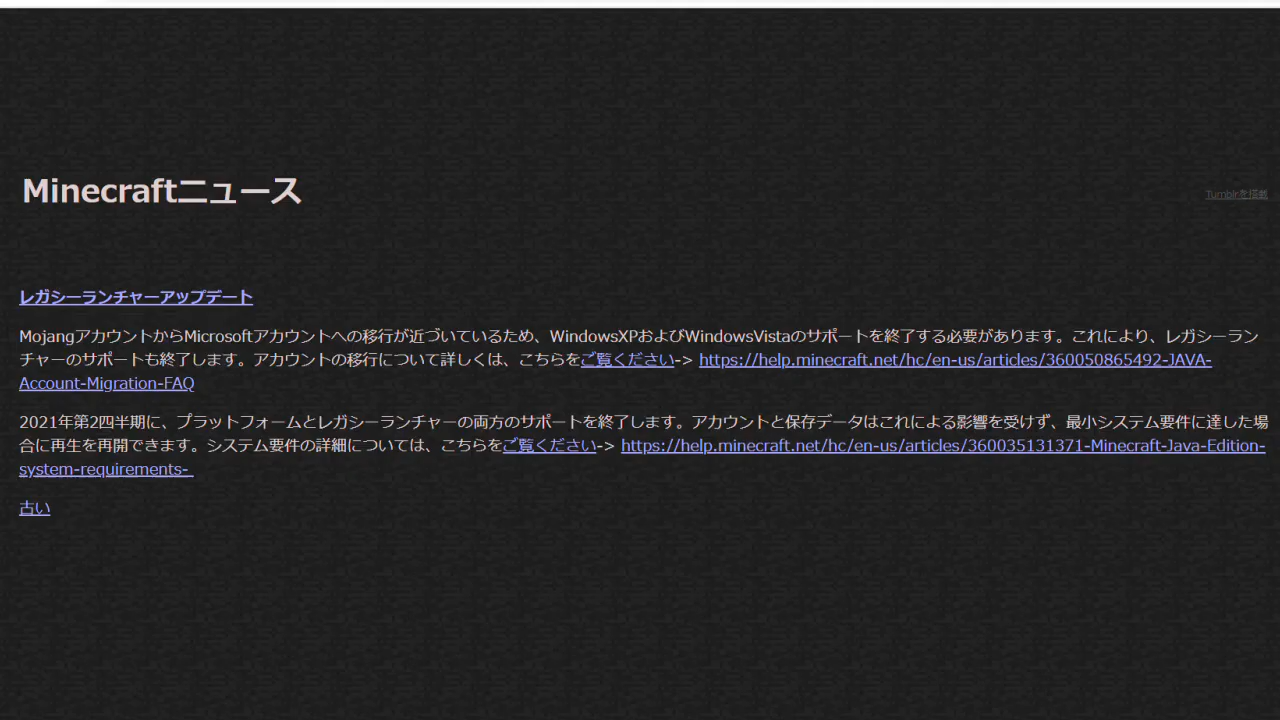 Minecraftニュース
Tumblrを搭載
レガシーランチャーアップデート
MojangアカウントからMicrosoftアカウントへの移行が近づいているため、WindowsXPおよびWindowsVistaのサポートを終了する必要があります。これにより、レガシーラン
チャーのサポートも終了します。アカウントの移行について詳しくは、こちらをご覧ください-> https://help.minecraft.net/hc/en-us/articles/360050865492-JAVA-
Account-Migration-FAQ
2021年第2四半期に、プラットフォームとレガシーランチャーの両方のサポートを終了します。アカウントと保存データはこれによる影響を受けず、最小システム要件に達した場
合に再生を再開できます。システム要件の詳細については、こちらをご覧ください-> https://help.minecraft.net/hc/en-us/articles/360035131371-Minecraft-Java-Edition-
system-requirements-
古い